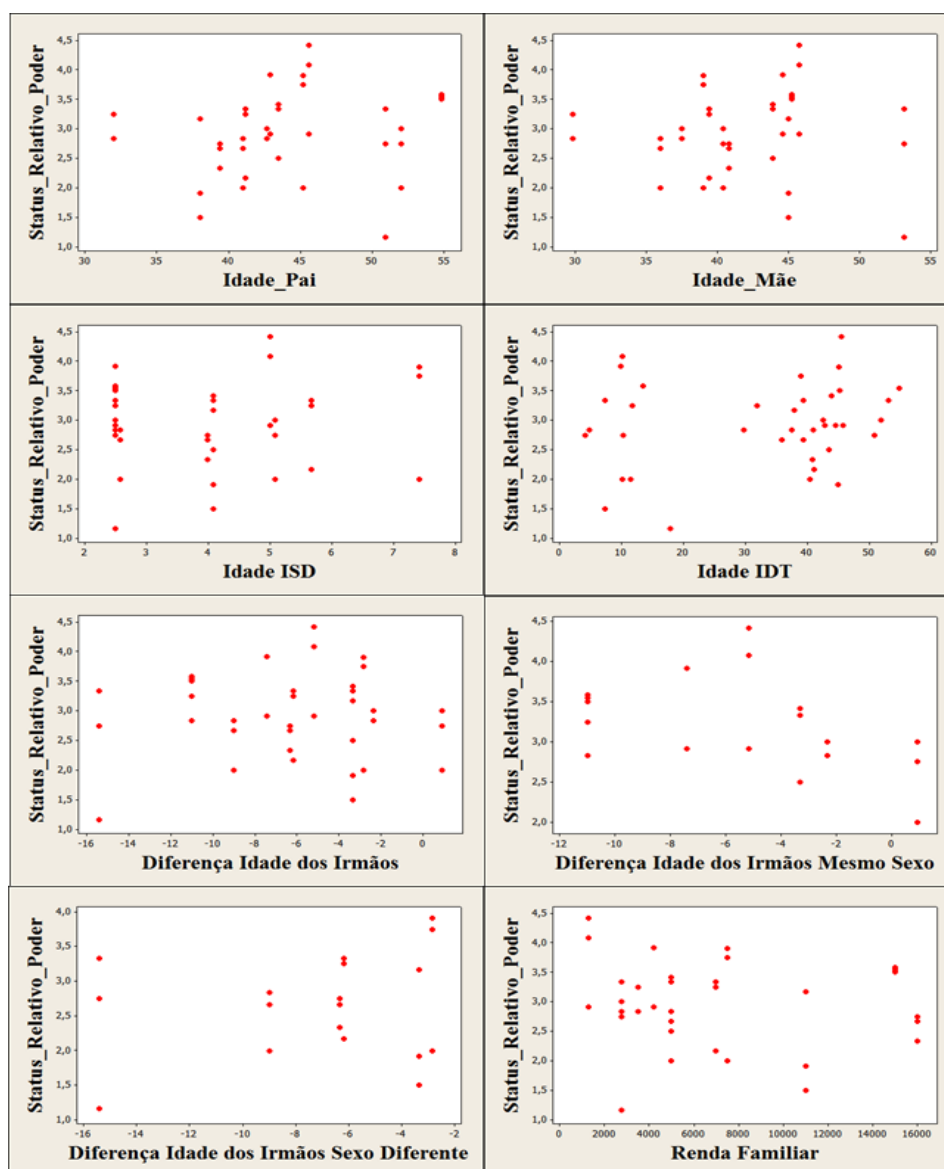 Status_Relativo_Poder
4,5
4,0
3,5
3,0
2,5
2,0
1,5
1,0
30 35 40 45 50 55
Idade_Pai
Status_Relativo_Poder
4,5
4,0
3,5
3,0
2,5
2,0
1,5
1,0
30 35 40 45 50 55
Idade_Mãe
Status_Relativo_Poder
4,5
4,0
3,5
3,0
2,5
2,0
1,5
1,0
2 3 4 5 6 7 8
Idade ISD
Status_Relativo_Poder
4,5
4,0
3,5
3,0
2,5
2,0
1,5
1,0
0 10 20 30 40 50 60
Idade IDT
Status_Relativo_Poder
4,5
4,0
3,5
3,0
2,5
2,0
1,5
1,0
-16 -14 -12 -10 -8 -6 -4 -2 0
Diferença Idade dos Irmãos
Status_Relativo_Poder
4,5
4,0
3,5
3,0
2,5
2,0
-12 -10 -8 -6 -4 -2 0
Diferença Idade dos Irmãos Mesmo Sexo
Status_Relativo_Poder
4,0
3,5
3,0
2,5
2,0
1,5
1,0
-16 -14 -12 -10 -8 -6 -4 -2
Diferença Idade dos Irmãos Sexo Diferente
Status_Relativo_Poder
4,5
4,0
3,5
3,0
2,5
2,0
1,5
1,0
0 2000 4000 6000 8000 10000 12000 14000 16000
Renda Familiar